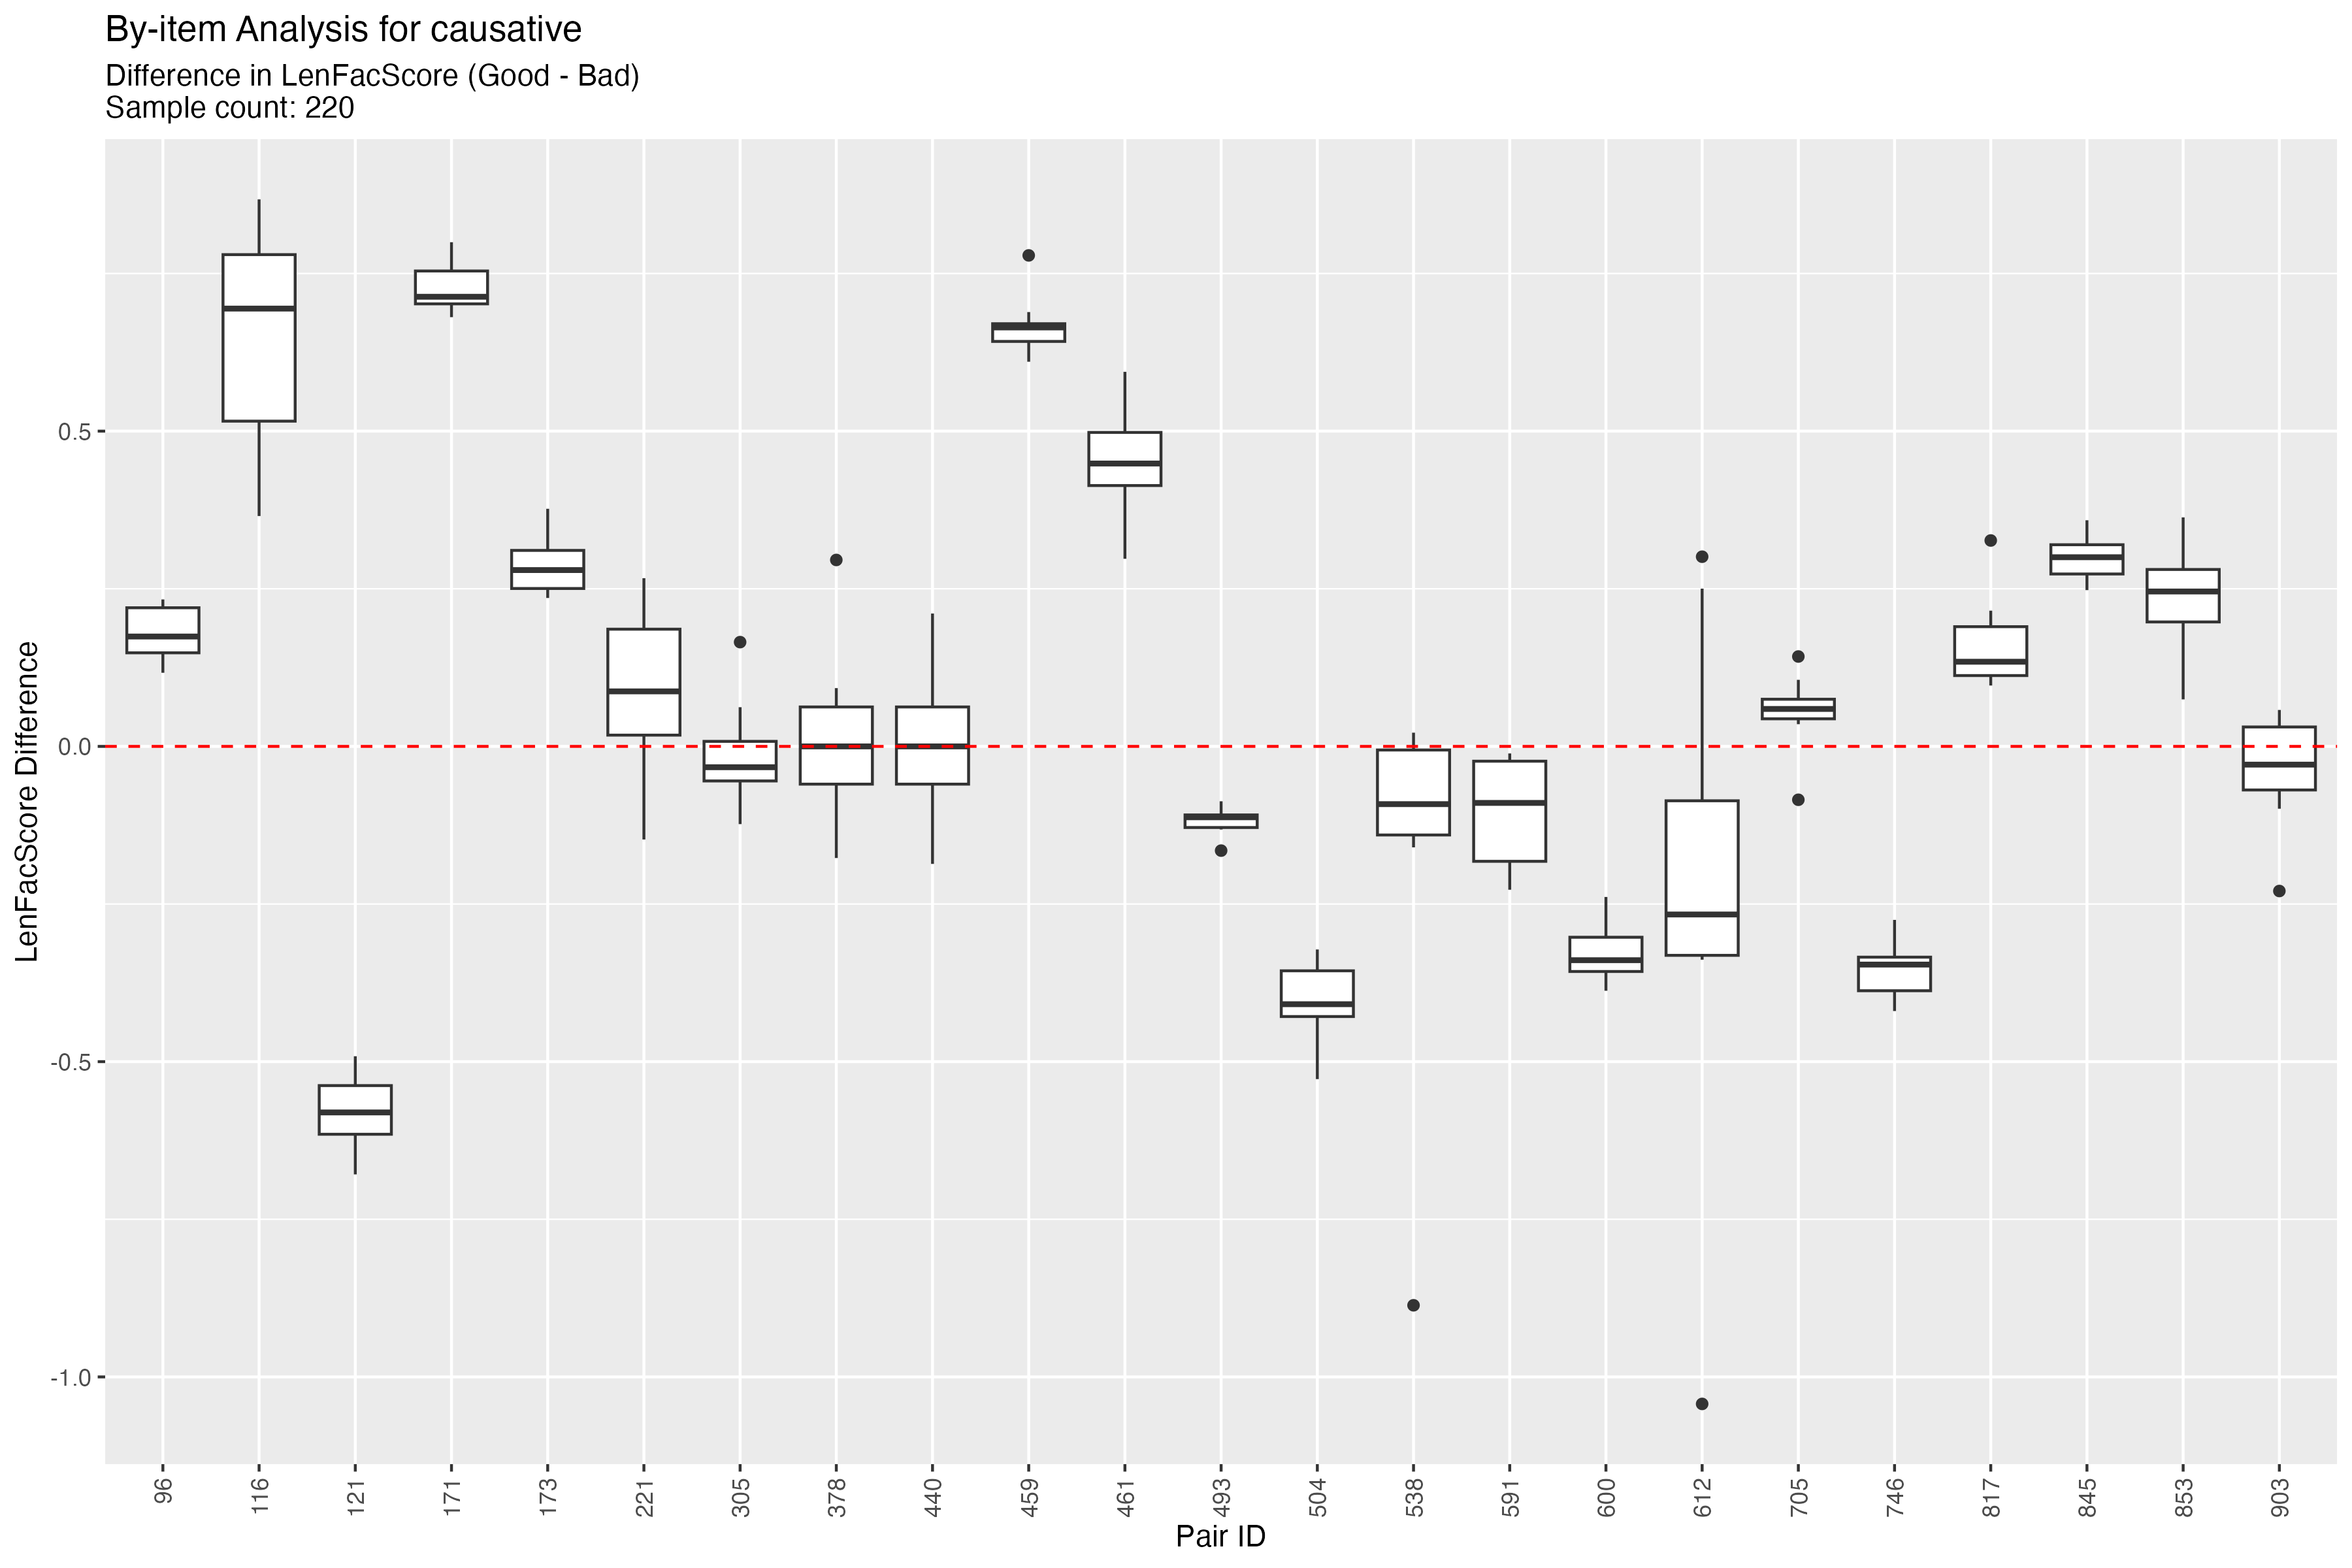 By-item Analysis for causative
Difference in LenFacScore (Good - Bad)
Sample count: 220
LenFacScore Difference
0.5
0.0
-0.5
-1.0
96 116 121 171 173 221 305 378 440 459 461 493 504 538 591 600 612 705 746 817 845 853 903
Pair ID